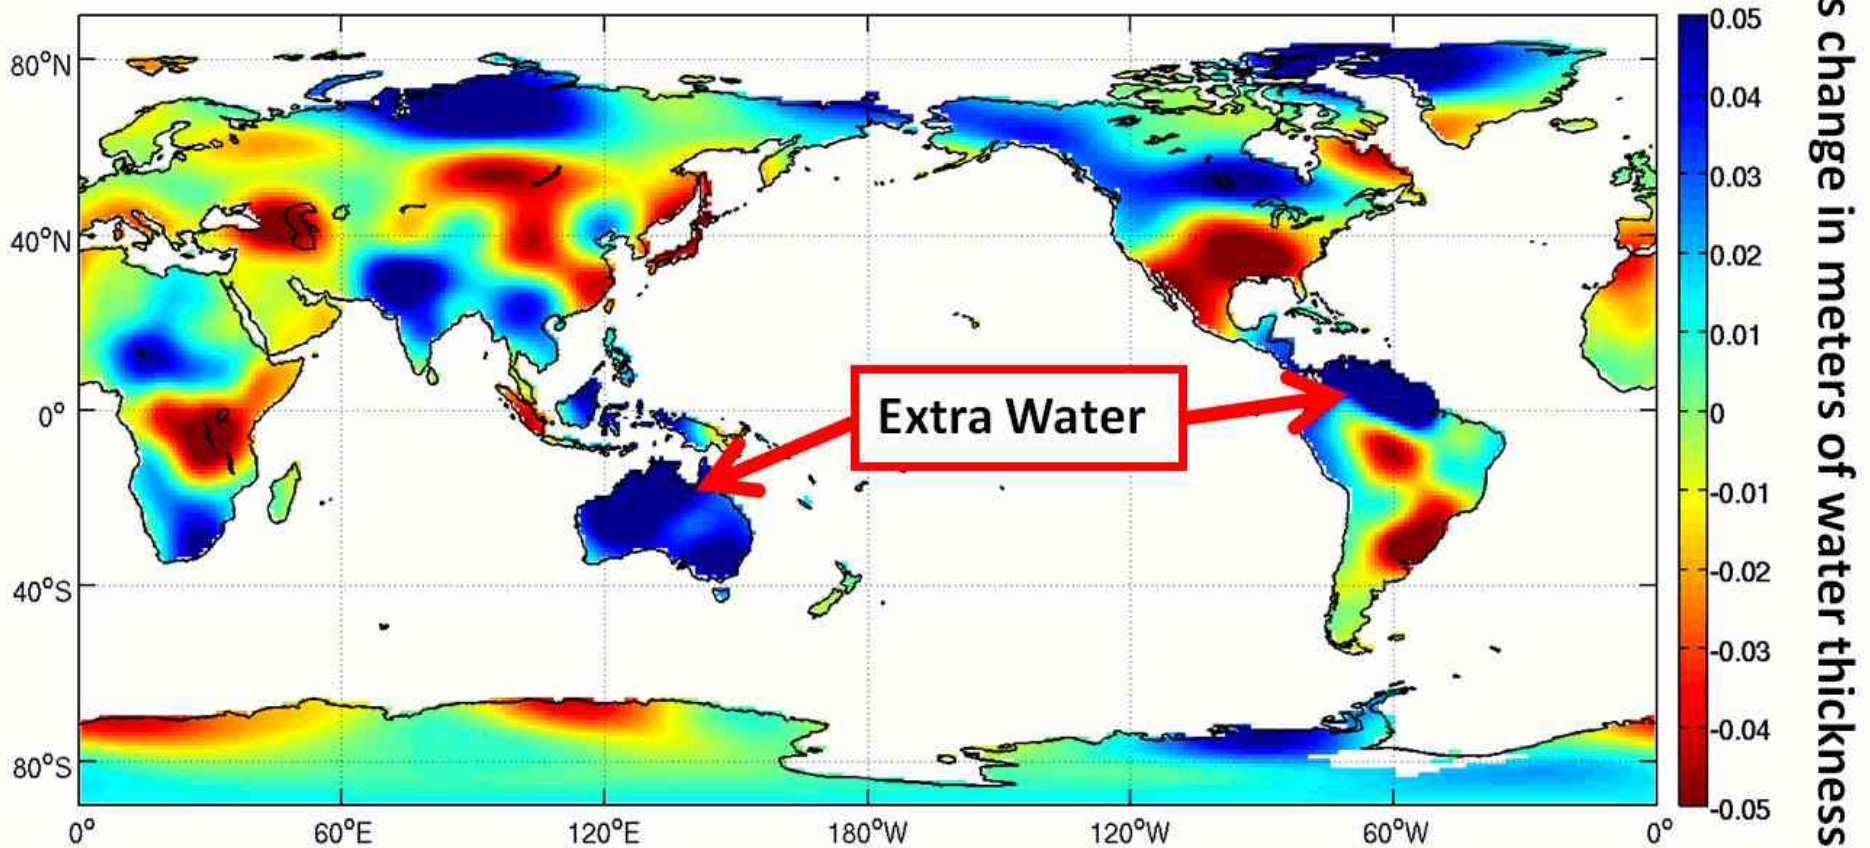 80°N
40°N
0°
40°S
80°S
0°
60°E
120°E
180°W
120°W
60°W
0°
Extra Water
0.05
0.04
0.03
0.02
0.01
0
-0.01
-0.02
-0.03
-0.04
-0.05
s change in meters of water thickness